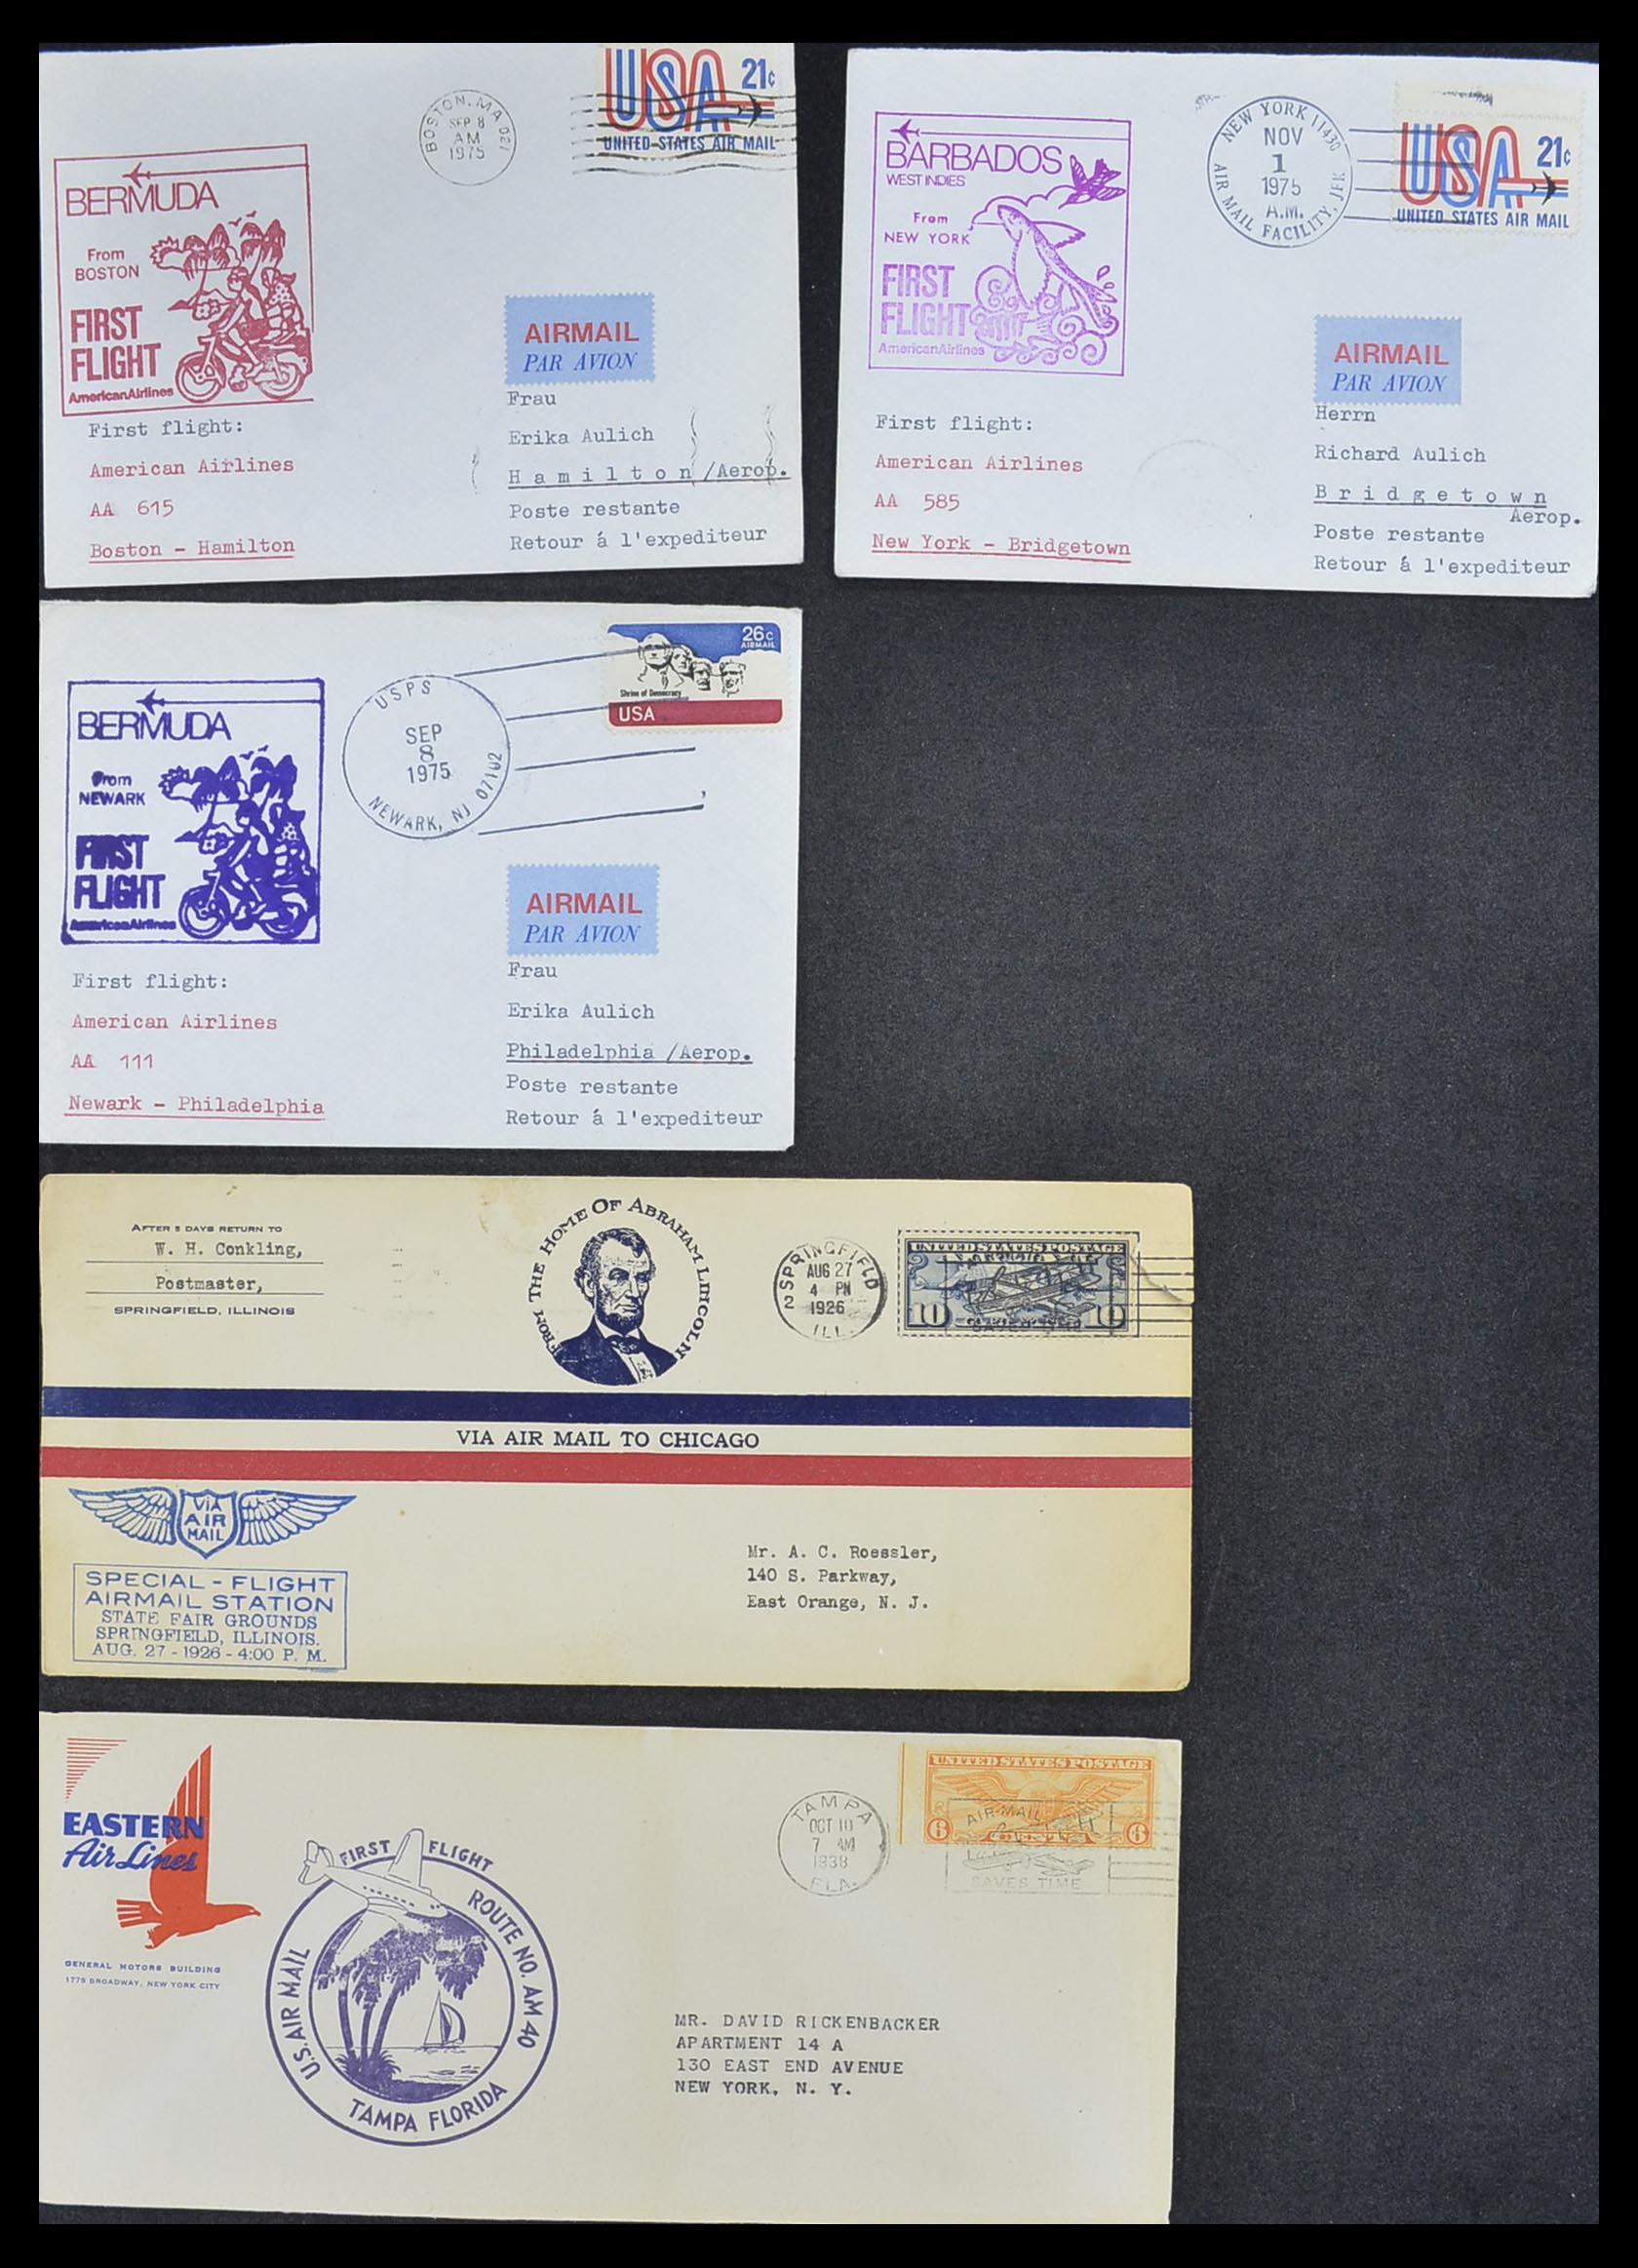 BOSTON, MA 021
SEP 8
AM
1975
USA 21c
UNITED STATES AIR MAIL
BERMUDA
From
BOSTON
FIRST
FLIGHT
AmericanAirlines
AIRMAIL
PAR AVION
First flight:
American Airlines
AA 615
Boston - Hamilton
Frau
Erika Aulich
Hamilton /Aerop.
Poste restante
Retour á l'expediteur
BARBADOS
WEST INDIES
From
NEW YORK
FIRST
FLIGHT
AmericanAirlines
NEW YORK 11430
NOV
1
1975
A.M.
AIR MAIL FACILITY, JFK
USA 21c
UNITED STATES AIR MAIL
AIRMAIL
PAR AVION
First flight:
American Airlines
AA 585
New York - Bridgetown
Herrn
Richard Aulich
Bridgetown
Aerop.
Poste restante
Retour á l'expediteur
BERMUDA
From
NEWARK
FIRST
FLIGHT
AmericanAirlines
USPS
SEP
8
1975
NEWARK, NJ 07102
26c
AIRMAIL
Shrine of Democracy
USA
AIRMAIL
PAR AVION
First flight:
American Airlines
AA 111
Newark - Philadelphia
Frau
Erika Aulich
Philadelphia /Aerop.
Poste restante
Retour á l'expediteur
AFTER 5 DAYS RETURN TO
W. H. Conkling,
Postmaster,
SPRINGFIELD, ILLINOIS
FROM THE HOME OF ABRAHAM LINCOLN
SPRINGFIELD
AUG 27
4 PM
1926
2
ILL.
UNITED STATES POSTAGE
10 10
VIA AIR MAIL TO CHICAGO
VIA
AIR
MAIL
SPECIAL - FLIGHT
AIRMAIL STATION
STATE FAIR GROUNDS
SPRINGFIELD, ILLINOIS.
AUG. 27 - 1926 - 4:00 P. M.
Mr. A. C. Roessler,
140 S. Parkway,
East Orange, N. J.
EASTERN
Air Lines
GENERAL MOTORS BUILDING
1775 BROADWAY, NEW YORK CITY
FIRST FLIGHT
ROUTE NO. AM 40
U.S. AIR MAIL
TAMPA FLORIDA
TAMPA
OCT 10
7 AM
1938
FLA.
UNITED STATES POSTAGE
6 CENTS 6
AIR MAIL
SAVES TIME
MR. DAVID RICKENBACKER
APARTMENT 14 A
130 EAST END AVENUE
NEW YORK, N. Y.